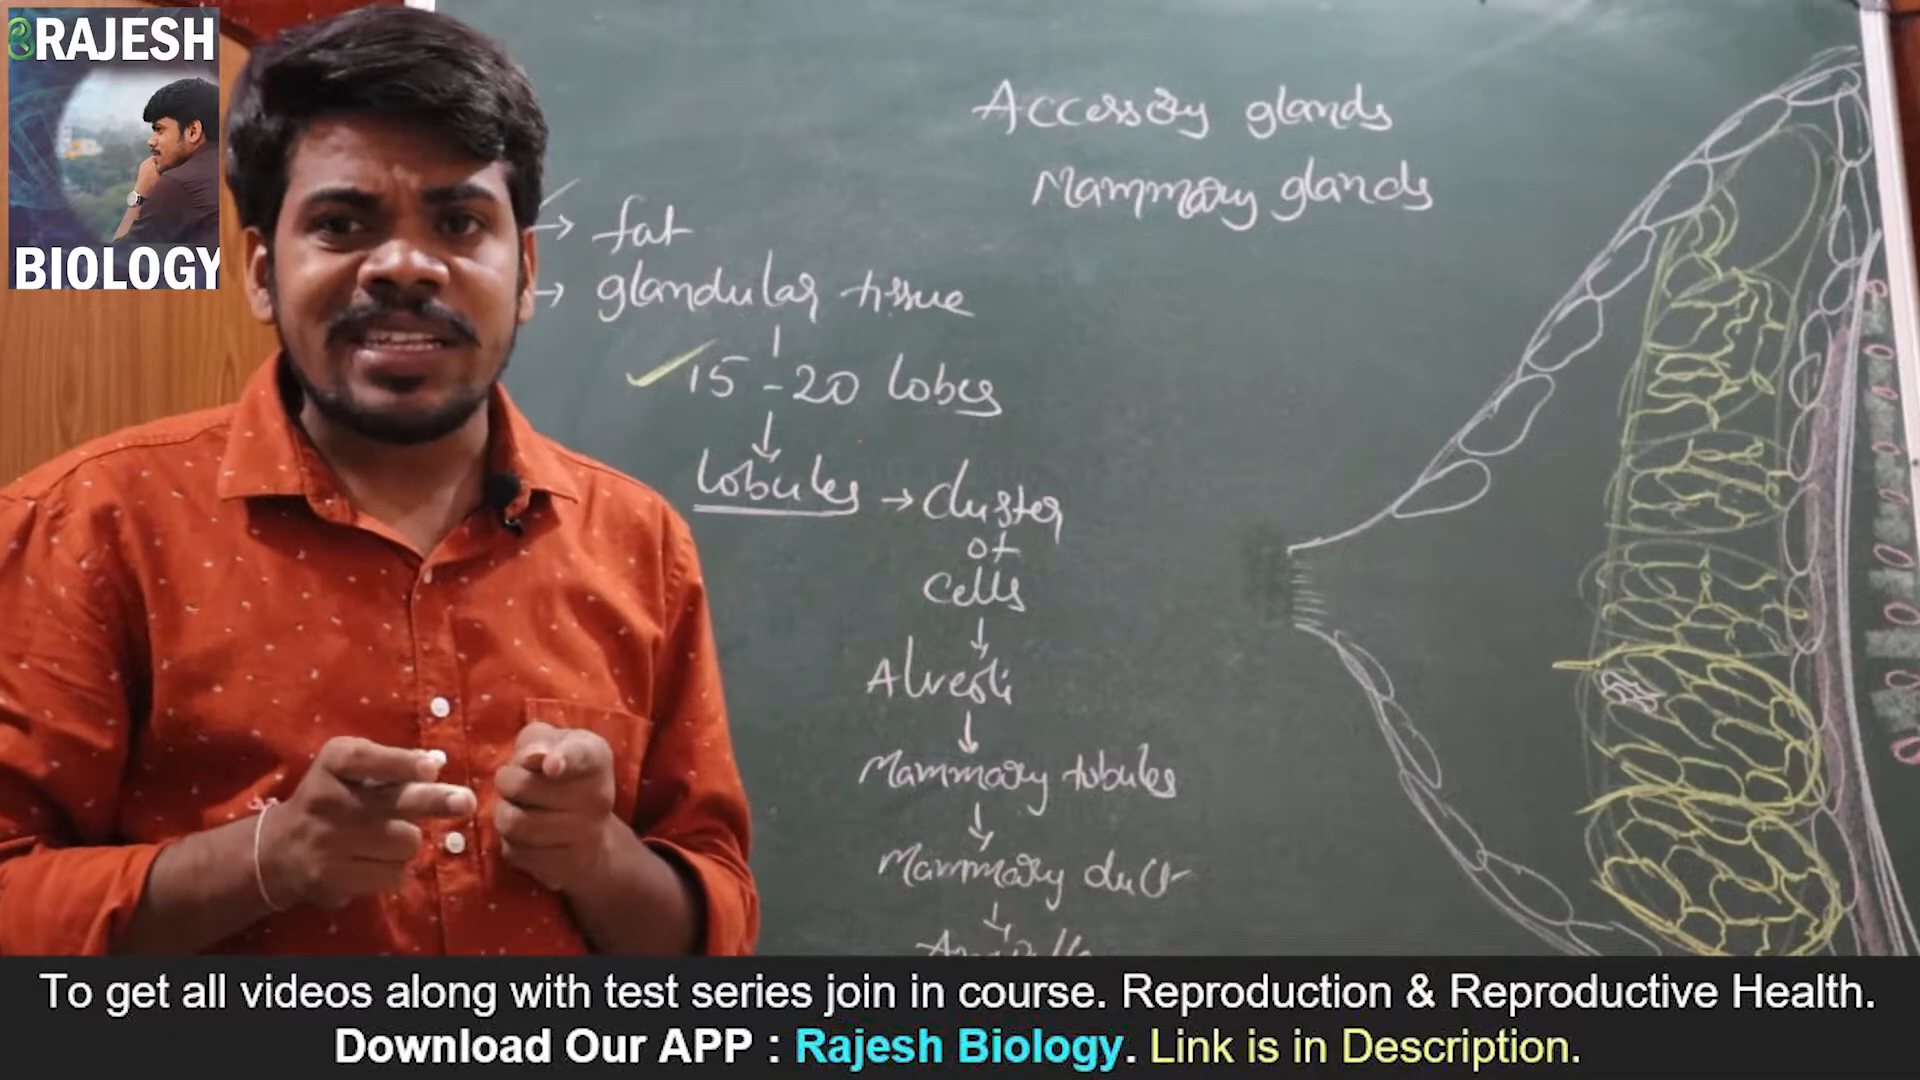 RAJESH
BIOLOGY
Accessory glands
Mammary glands
→ fat
→ glandular tissue
15-20 lobes
lobules → cluster
of
cells
Alveoli
Mammary tubules
Mammary duct
To get all videos along with test series join in course. Reproduction & Reproductive Health.
Download Our APP : Rajesh Biology. Link is in Description.